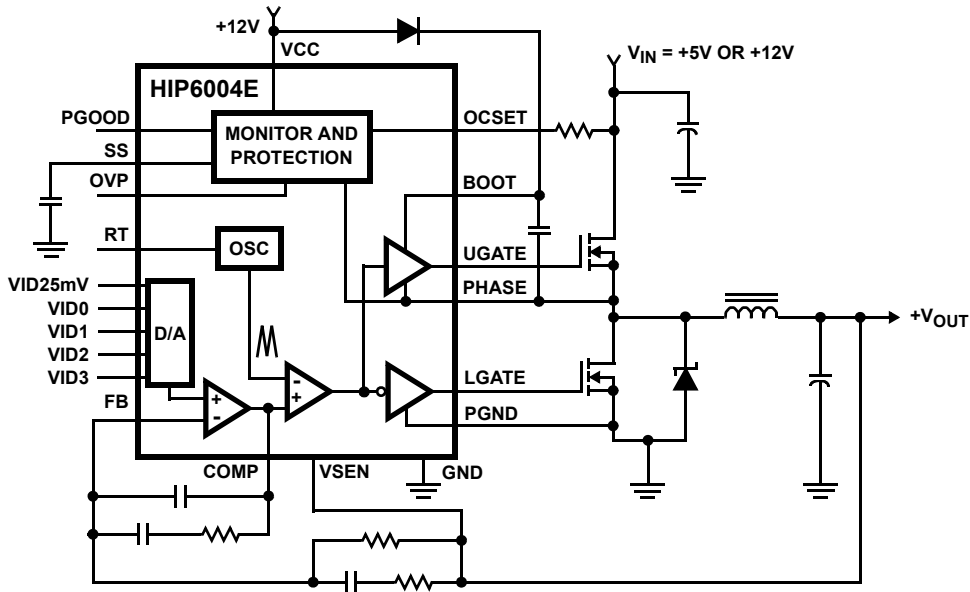 +12V
VCC
V_IN = +5V OR +12V
HIP6004E
PGOOD
MONITOR AND
PROTECTION
OCSET
SS
OVP
BOOT
RT
OSC
UGATE
PHASE
VID25mV
VID0
VID1
VID2
VID3
D/A
+V_OUT
FB
+
-
-
+
LGATE
PGND
COMP
VSEN
GND